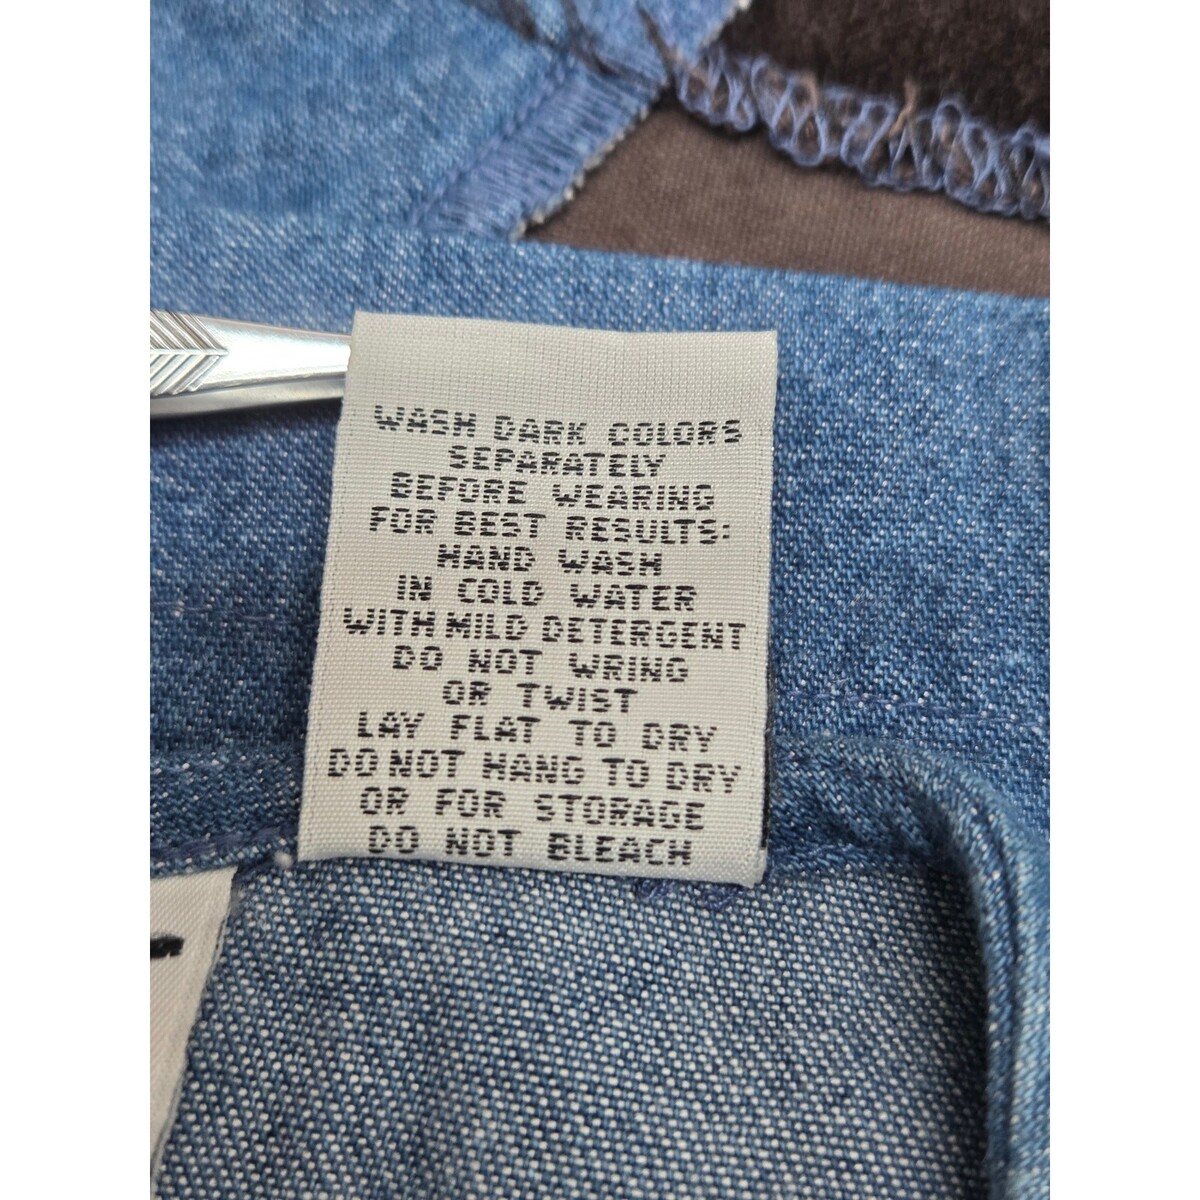 WASH DARK COLORS
SEPARATELY
BEFORE WEARING
FOR BEST RESULTS:
HAND WASH
IN COLD WATER
WITH MILD DETERGENT
DO NOT WRING
OR TWIST
LAY FLAT TO DRY
DO NOT HANG TO DRY
OR FOR STORAGE
DO NOT BLEACH